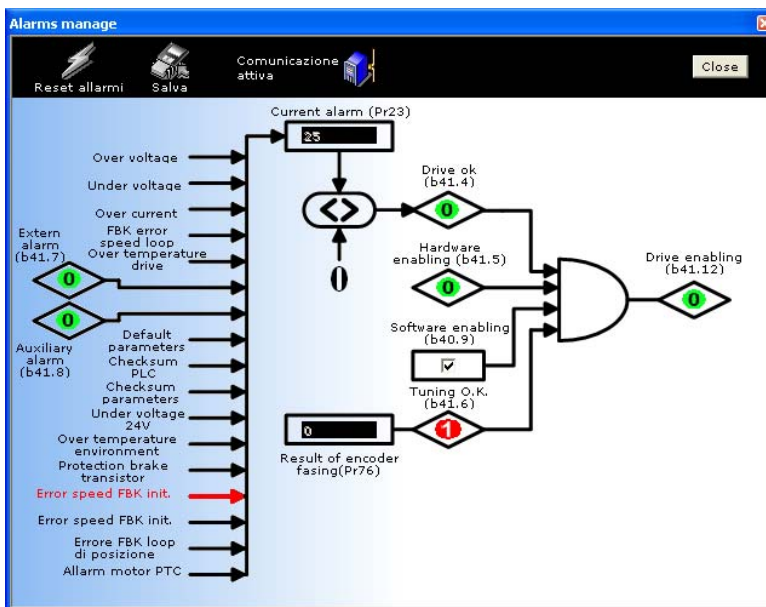 Alarms manage
Reset allarmi
Salva
Comunicazione
attiva
Close
Current alarm (Pr23)
25
Over voltage
Under voltage
Over current
FBK error
speed loop
Over temperature
drive
Extern
alarm
(b41.7)
0
0
Auxiliary
alarm
(b41.8)
Default
parameters
Checksum
PLC
Checksum
parameters
Under voltage
24V
Over temperature
environment
Protection brake
transistor
Error speed FBK init.
Error speed FBK init.
Errore FBK loop
di posizione
Allarm motor PTC
<>
0
Drive ok
(b41.4)
0
Hardware
enabling (b41.5)
0
Software enabling
(b40.9)
Tuning O.K.
(b41.6)
1
0
Result of encoder
fasing(Pr76)
Drive enabling
(b41.12)
0